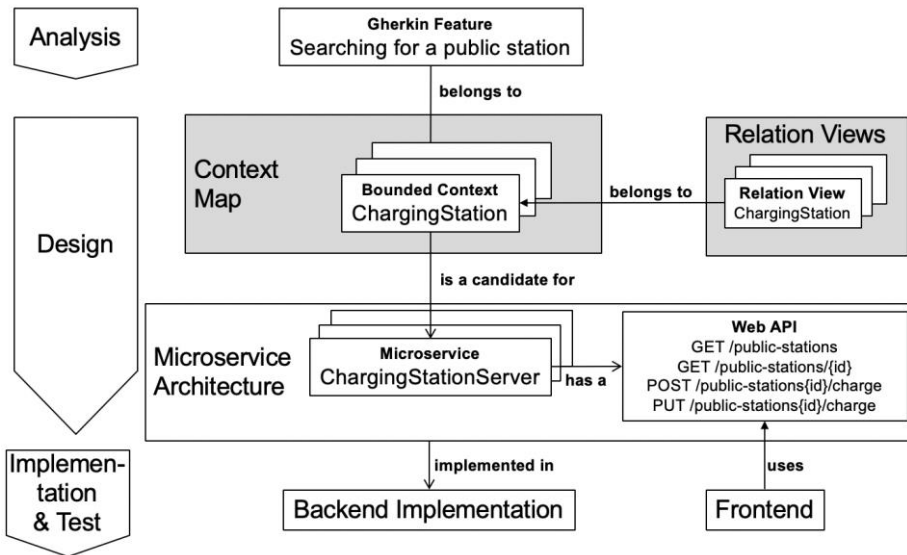 Analysis
Gherkin Feature
Searching for a public station
belongs to
Design
Context
Map
Bounded Context
ChargingStation
belongs to
Relation Views
Relation View
ChargingStation
is a candidate for
Microservice
Architecture
Microservice
ChargingStationServer
has a
Web API
GET /public-stations
GET /public-stations/{id}
POST /public-stations{id}/charge
PUT /public-stations{id}/charge
Implemen-
tation
& Test
implemented in
Backend Implementation
uses
Frontend